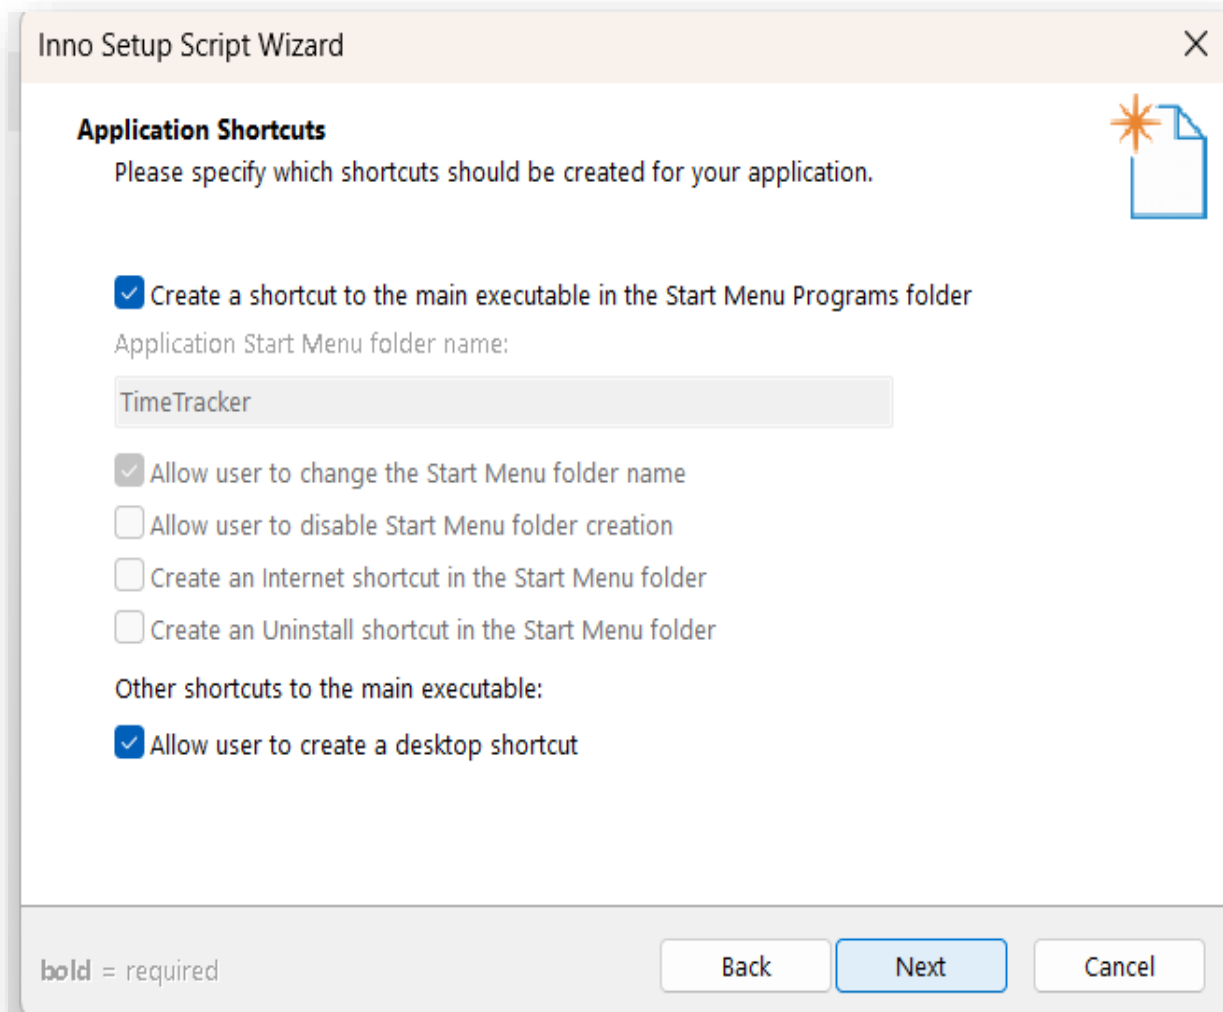 Inno Setup Script Wizard
Application Shortcuts
Please specify which shortcuts should be created for your application.
Create a shortcut to the main executable in the Start Menu Programs folder
Application Start Menu folder name:
TimeTracker
Allow user to change the Start Menu folder name
Allow user to disable Start Menu folder creation
Create an Internet shortcut in the Start Menu folder
Create an Uninstall shortcut in the Start Menu folder
Other shortcuts to the main executable:
Allow user to create a desktop shortcut
bold = required
Back
Next
Cancel